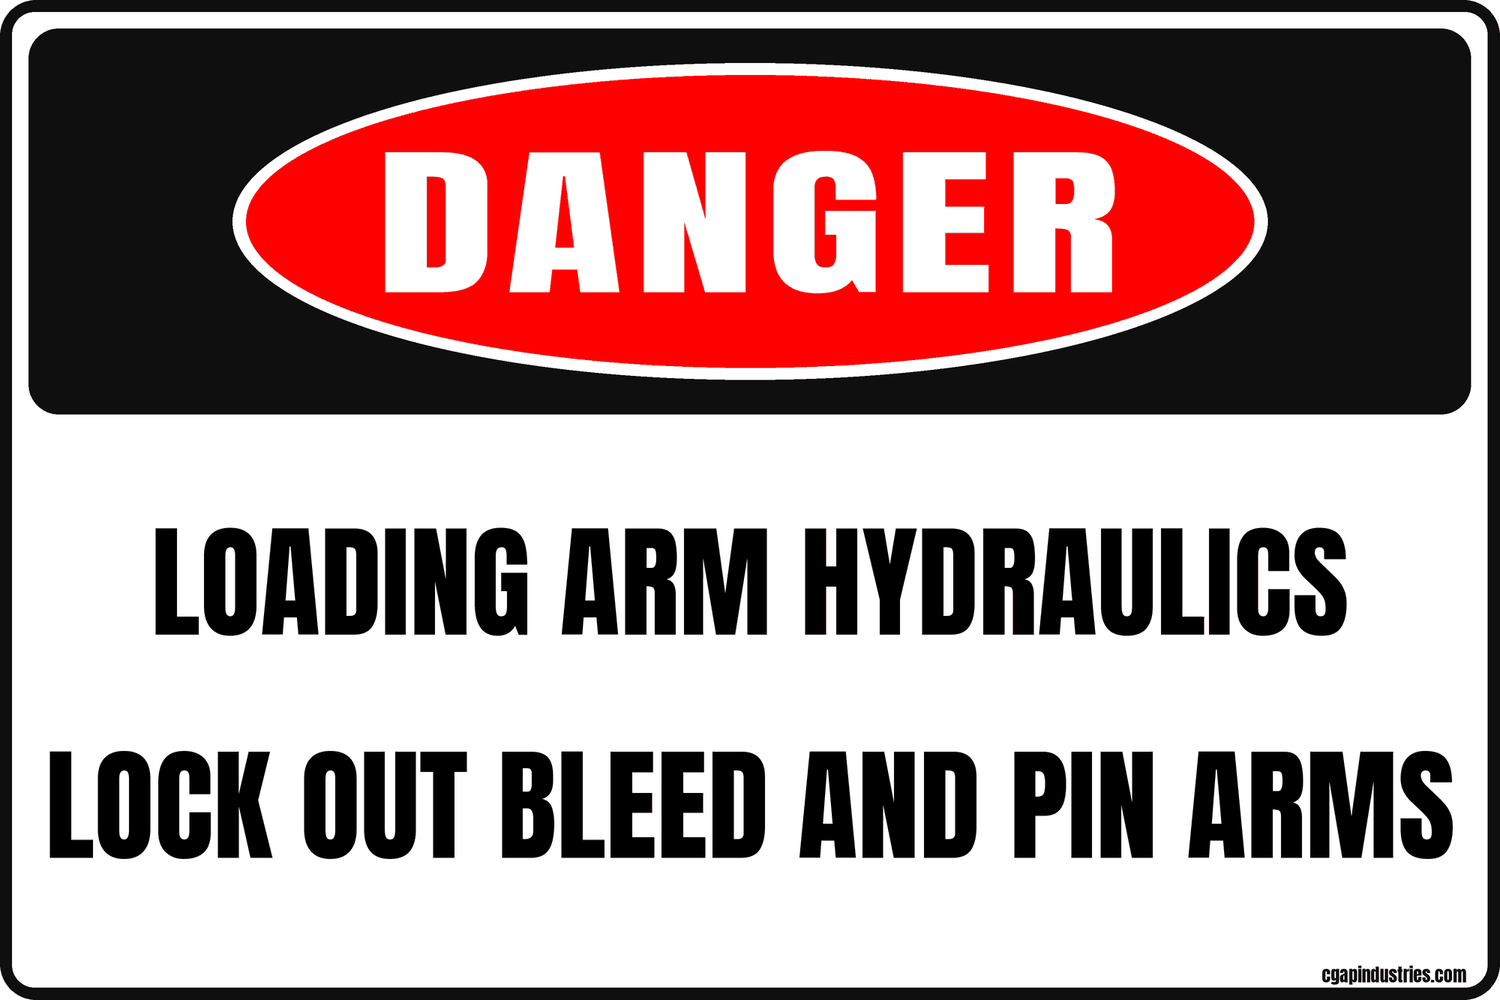 DANGER
LOADING ARM HYDRAULICS
LOCK OUT BLEED AND PIN ARMS
cgapindustries.com